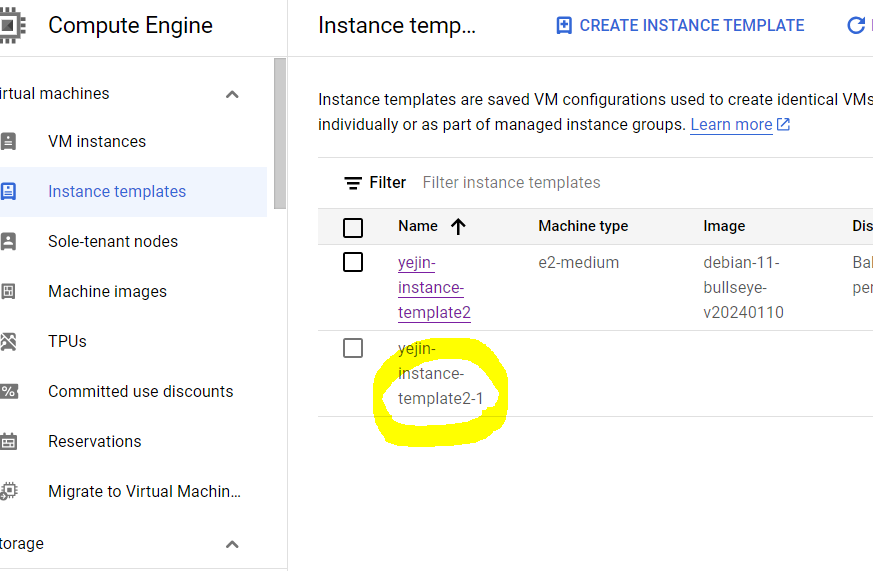 Compute Engine
Instance temp...
CREATE INSTANCE TEMPLATE
irtual machines
VM instances
Instance templates
Sole-tenant nodes
Machine images
TPUs
Committed use discounts
Reservations
Migrate to Virtual Machin...
torage
Instance templates are saved VM configurations used to create identical VMs
individually or as part of managed instance groups. Learn more
Filter Filter instance templates
Name Machine type Image Dis
yejin- e2-medium debian-11- Bal
instance- bullseye- per
template2 v20240110
yejin-
instance-
template2-1